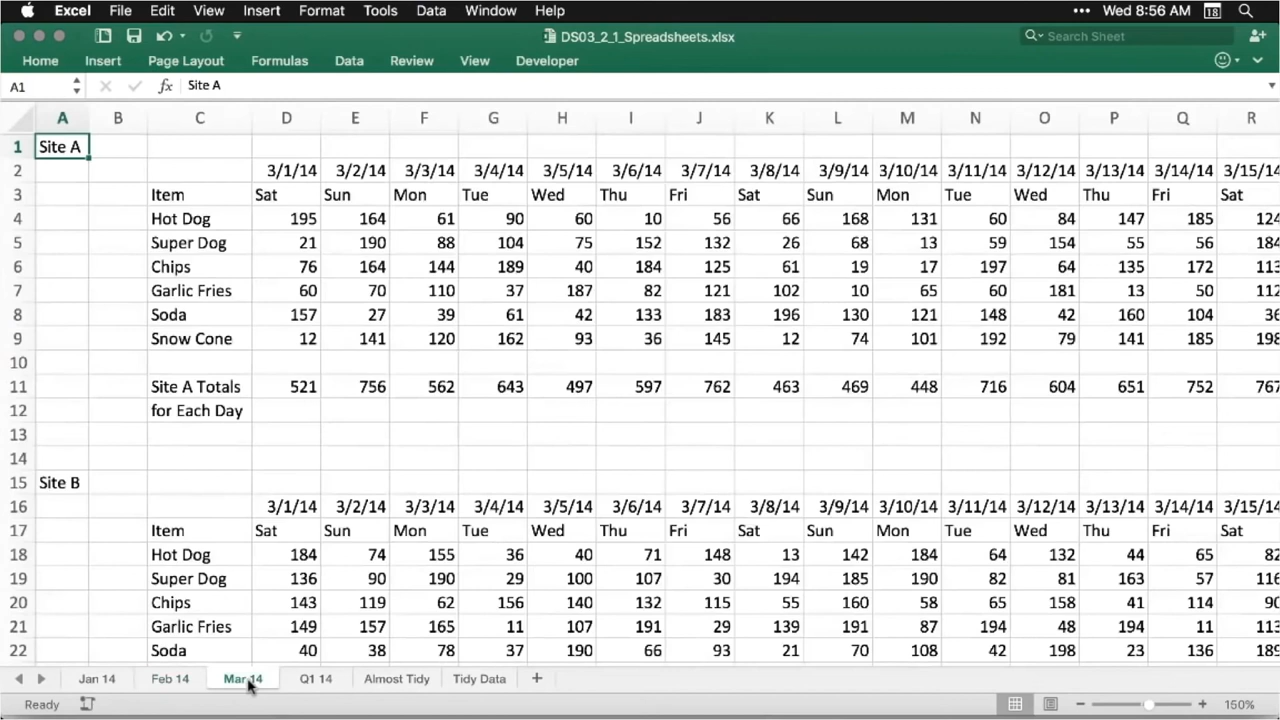 Excel File Edit View Insert Format Tools Data Window Help ••• Wed 8:56 AM 18
DS03_2_1_Spreadsheets.xlsx Search Sheet
Home Insert Page Layout Formulas Data Review View Developer
A1 fx Site A
A B C D E F G H I J K L M N O P Q R
1 Site A
2 3/1/14 3/2/14 3/3/14 3/4/14 3/5/14 3/6/14 3/7/14 3/8/14 3/9/14 3/10/14 3/11/14 3/12/14 3/13/14 3/14/14 3/15/14
3 Item Sat Sun Mon Tue Wed Thu Fri Sat Sun Mon Tue Wed Thu Fri Sat
4 Hot Dog 195 164 61 90 60 10 56 66 168 131 60 84 147 185 124
5 Super Dog 21 190 88 104 75 152 132 26 68 13 59 154 55 56 184
6 Chips 76 164 144 189 40 184 125 61 19 17 197 64 135 172 113
7 Garlic Fries 60 70 110 37 187 82 121 102 10 65 60 181 13 50 112
8 Soda 157 27 39 61 42 133 183 196 130 121 148 42 160 104 36
9 Snow Cone 12 141 120 162 93 36 145 12 74 101 192 79 141 185 198
10
11 Site A Totals 521 756 562 643 497 597 762 463 469 448 716 604 651 752 767
12 for Each Day
13
14
15 Site B
16 3/1/14 3/2/14 3/3/14 3/4/14 3/5/14 3/6/14 3/7/14 3/8/14 3/9/14 3/10/14 3/11/14 3/12/14 3/13/14 3/14/14 3/15/14
17 Item Sat Sun Mon Tue Wed Thu Fri Sat Sun Mon Tue Wed Thu Fri Sat
18 Hot Dog 184 74 155 36 40 71 148 13 142 184 64 132 44 65 82
19 Super Dog 136 90 190 29 100 107 30 194 185 190 82 81 163 57 116
20 Chips 143 119 62 156 140 132 115 55 160 58 65 158 41 114 90
21 Garlic Fries 149 157 165 11 107 191 29 139 191 87 194 48 194 11 113
22 Soda 40 38 78 37 190 66 93 21 70 108 42 198 23 136 189
Jan 14 Feb 14 Mar 14 Q1 14 Almost Tidy Tidy Data +
Ready 150%